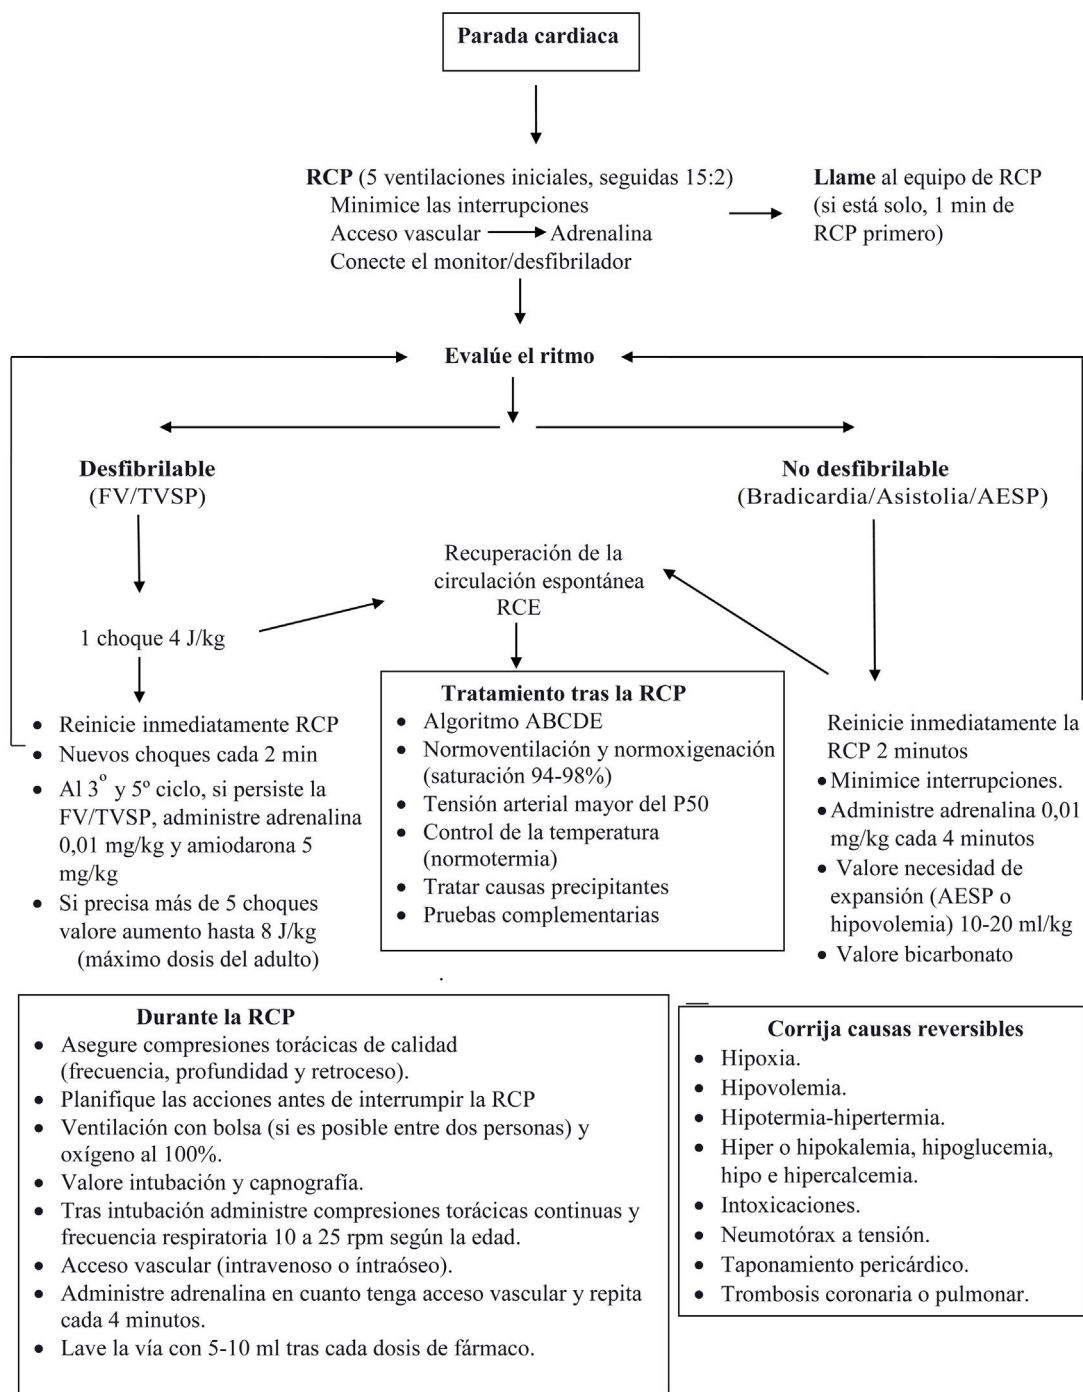 Parada cardiaca
RCP (5 ventilaciones iniciales, seguidas 15:2)
Minimice las interrupciones
Acceso vascular Adrenalina
Conecte el monitor/desfibrilador
Llame al equipo de RCP
(si está solo, 1 min de
RCP primero)
Evalúe el ritmo
Desfibrilable
(FV/TVSP)
No desfibrilable
(Bradicardia/Asistolia/AESP)
Recuperación de la
circulación espontánea
RCE
1 choque 4 J/kg
• Reinicie inmediatamente RCP
• Nuevos choques cada 2 min
• Al 3º y 5º ciclo, si persiste la
FV/TVSP, administre adrenalina
0,01 mg/kg y amiodarona 5
mg/kg
• Si precisa más de 5 choques
valore aumento hasta 8 J/kg
(máximo dosis del adulto)
Tratamiento tras la RCP
• Algoritmo ABCDE
• Normoventilación y normoxigenación
(saturación 94-98%)
• Tensión arterial mayor del P50
• Control de la temperatura
(normotermia)
• Tratar causas precipitantes
• Pruebas complementarias
Reinicie inmediatamente la
RCP 2 minutos
• Minimice interrupciones.
• Administre adrenalina 0,01
mg/kg cada 4 minutos
• Valore necesidad de
expansión (AESP o
hipovolemia) 10-20 ml/kg
• Valore bicarbonato
Durante la RCP
• Asegure compresiones torácicas de calidad
(frecuencia, profundidad y retroceso).
• Planifique las acciones antes de interrumpir la RCP
• Ventilación con bolsa (si es posible entre dos personas) y
oxígeno al 100%.
• Valore intubación y capnografía.
• Tras intubación administre compresiones torácicas continuas y
frecuencia respiratoria 10 a 25 rpm según la edad.
• Acceso vascular (intravenoso o íntraóseo).
• Administre adrenalina en cuanto tenga acceso vascular y repita
cada 4 minutos.
• Lave la vía con 5-10 ml tras cada dosis de fármaco.
Corrija causas reversibles
• Hipoxia.
• Hipovolemia.
• Hipotermia-hipertermia.
• Hiper o hipokalemia, hipoglucemia,
hipo e hipercalcemia.
• Intoxicaciones.
• Neumotórax a tensión.
• Taponamiento pericárdico.
• Trombosis coronaria o pulmonar.